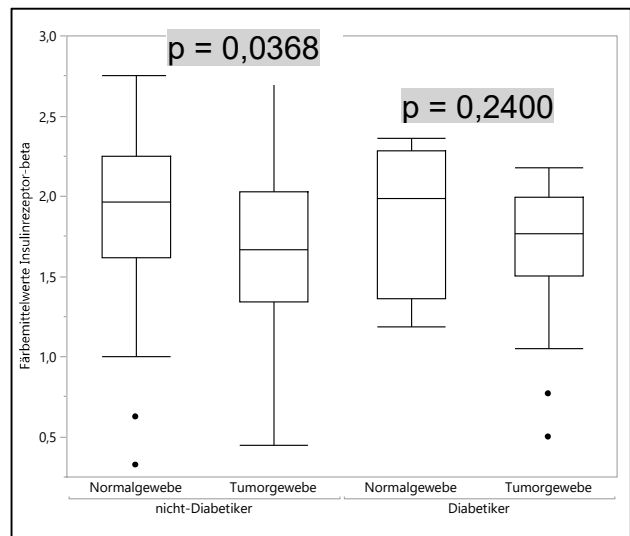 3,0
p = 0,0368
p = 0,2400
2,5
2,0
1,5
1,0
0,5
Färbemittelwerte Insulinrezeptor-beta
Normalgewebe Tumorgewebe Normalgewebe Tumorgewebe
nicht-Diabetiker Diabetiker